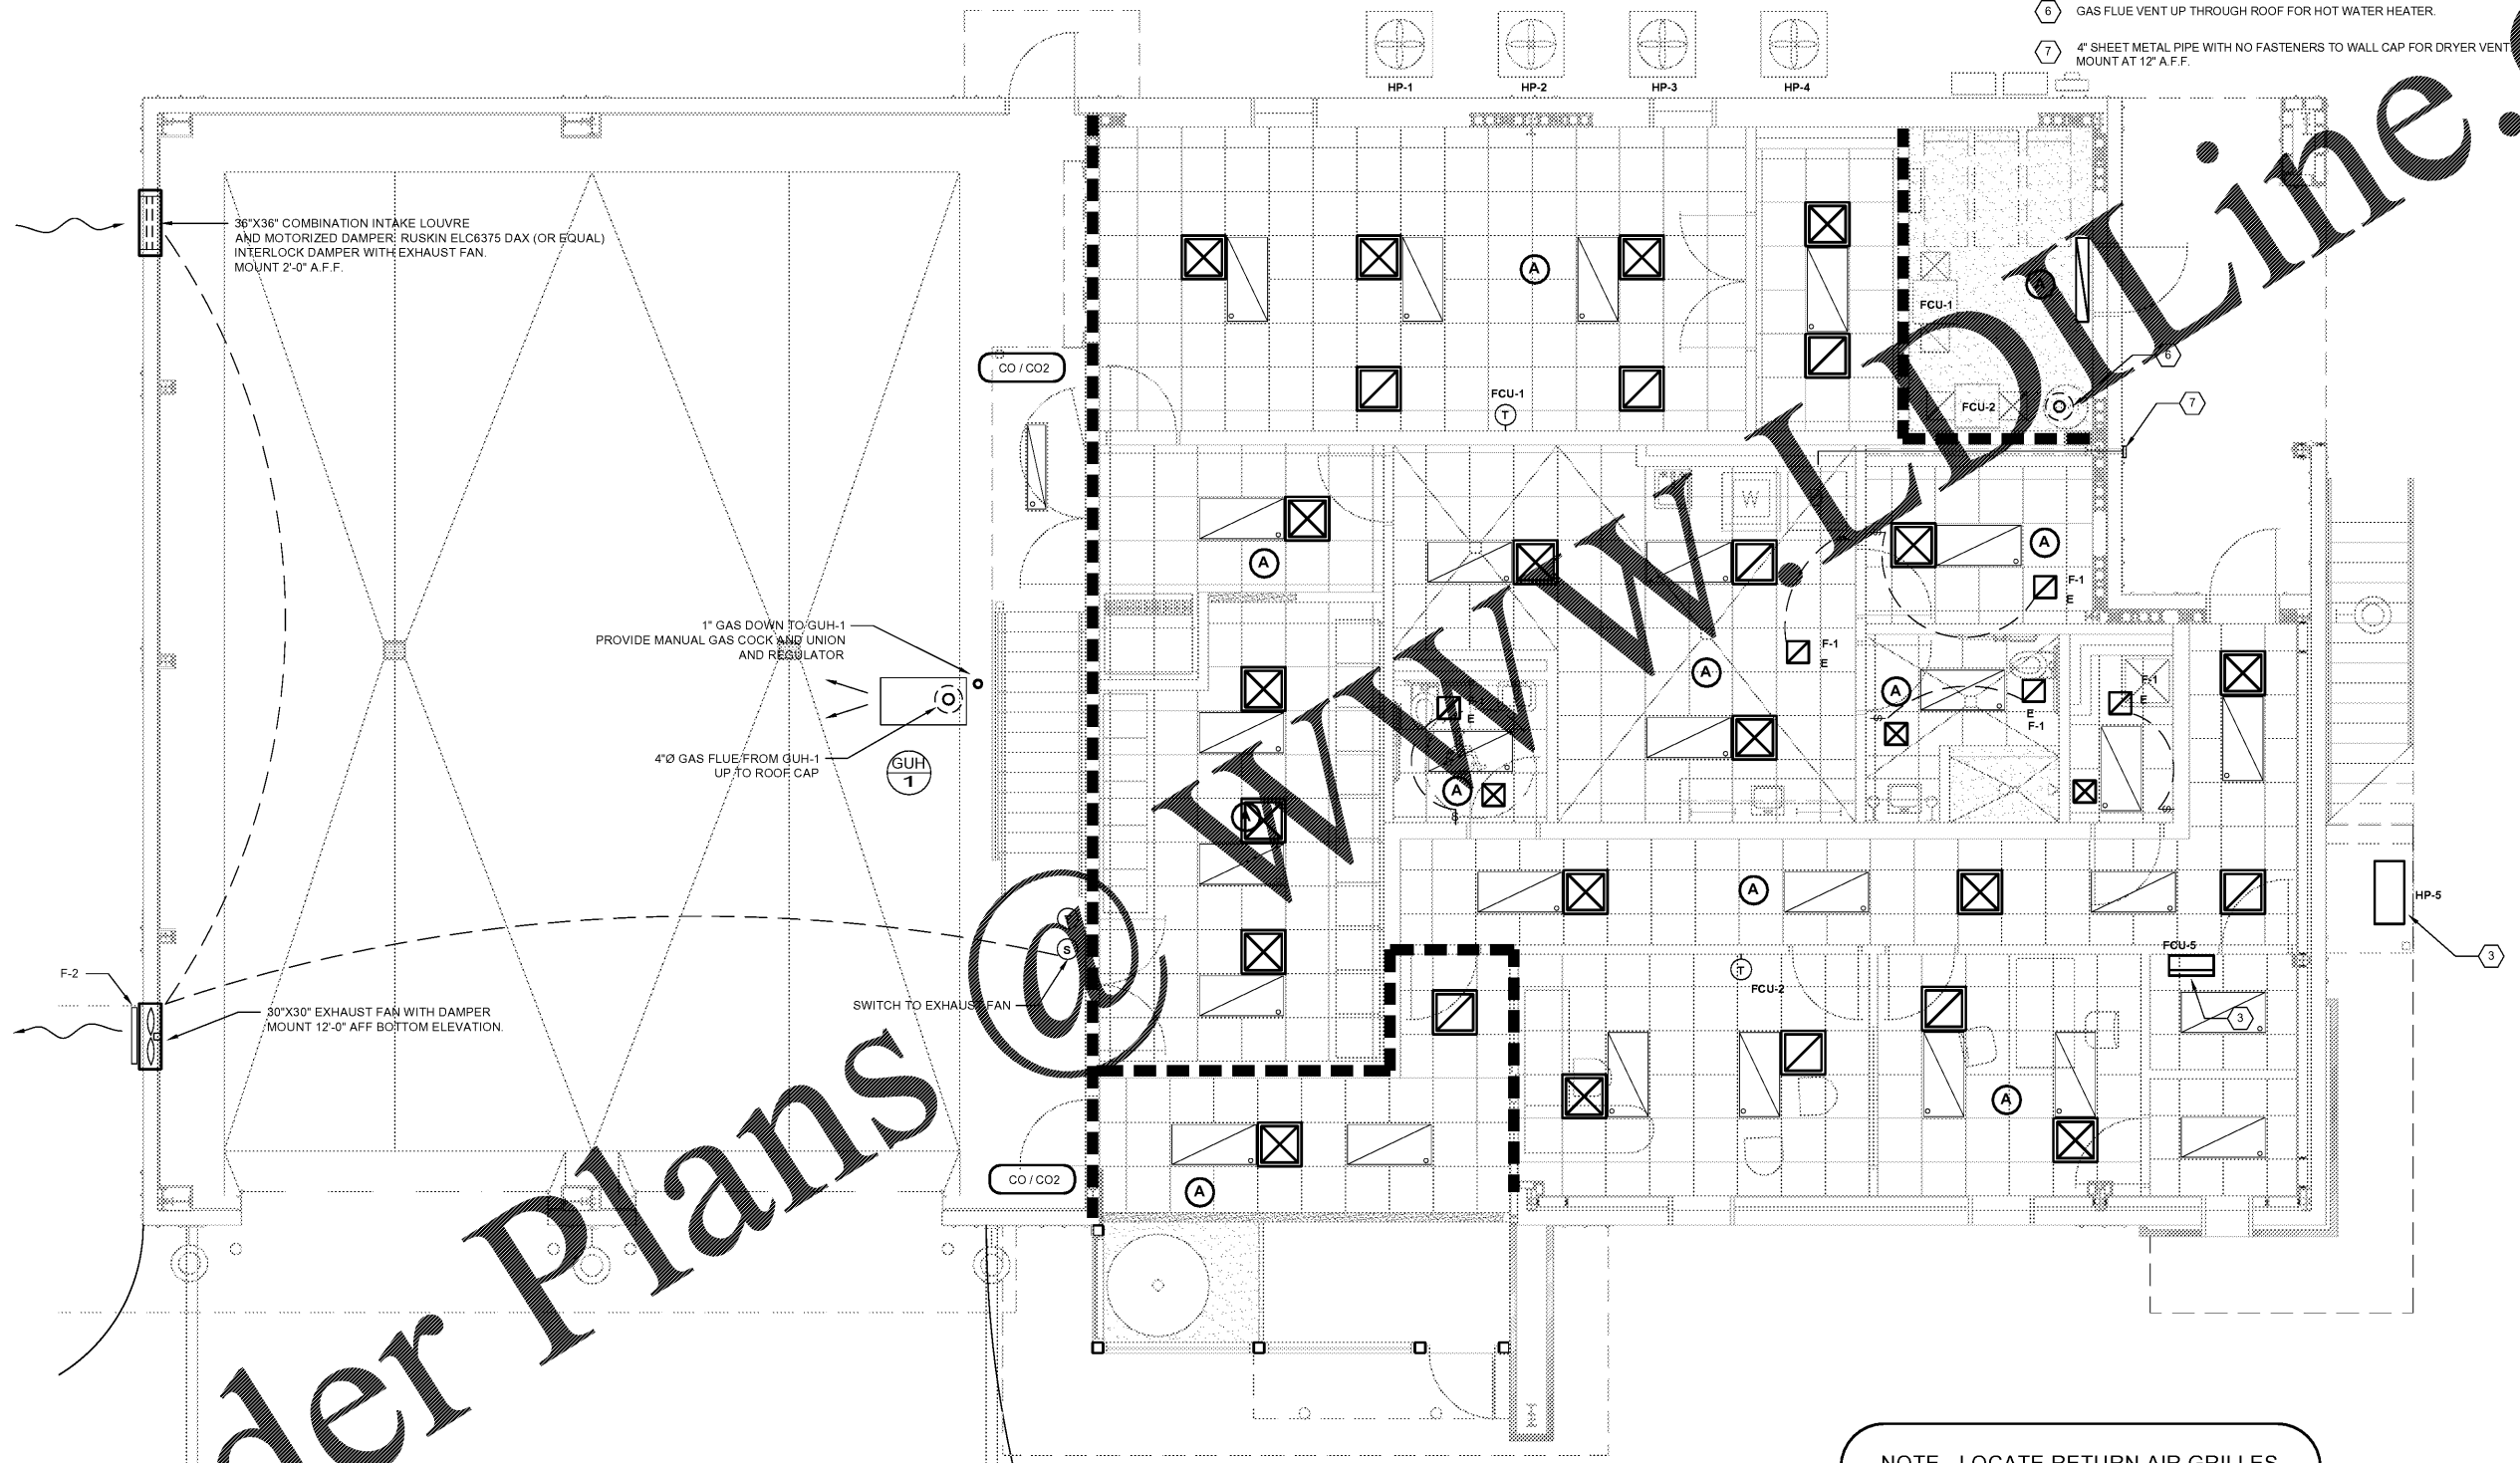 6 GAS FLUE VENT UP THROUGH ROOF FOR HOT WATER HEATER.
7 4" SHEET METAL PIPE WITH NO FASTENERS TO WALL CAP FOR DRYER VENT
MOUNT AT 12" A.F.F.
HP-1
HP-2
HP-3
HP-4
36"X36" COMBINATION INTAKE LOUVRE
AND MOTORIZED DAMPER. RUSKIN ELC6375 DAX (OR EQUAL)
INTERLOCK DAMPER WITH EXHAUST FAN.
MOUNT 2'-0" A.F.F.
A
A
FCU-1
CO / CO2
6
FCU-1
T
FCU-2
7
W
A
A
F-1
E
1" GAS DOWN TO GUH-1
PROVIDE MANUAL GAS COCK AND UNION
AND REGULATOR
F-1
E
A
A
F-1
E
E
F-1
E
4"Ø GAS FLUE FROM GUH-1
UP TO ROOF CAP
GUH
1
A
$
$
$
A
A
HP-5
T
S
FCU-5
3
F-2
T
FCU-2
SWITCH TO EXHAUST FAN
30"X30" EXHAUST FAN WITH DAMPER
MOUNT 12'-0" AFF BOTTOM ELEVATION.
3
A
CO / CO2
A
NOTE - LOCATE RETURN AIR GRILLES
der Plans @ www.LDILine.